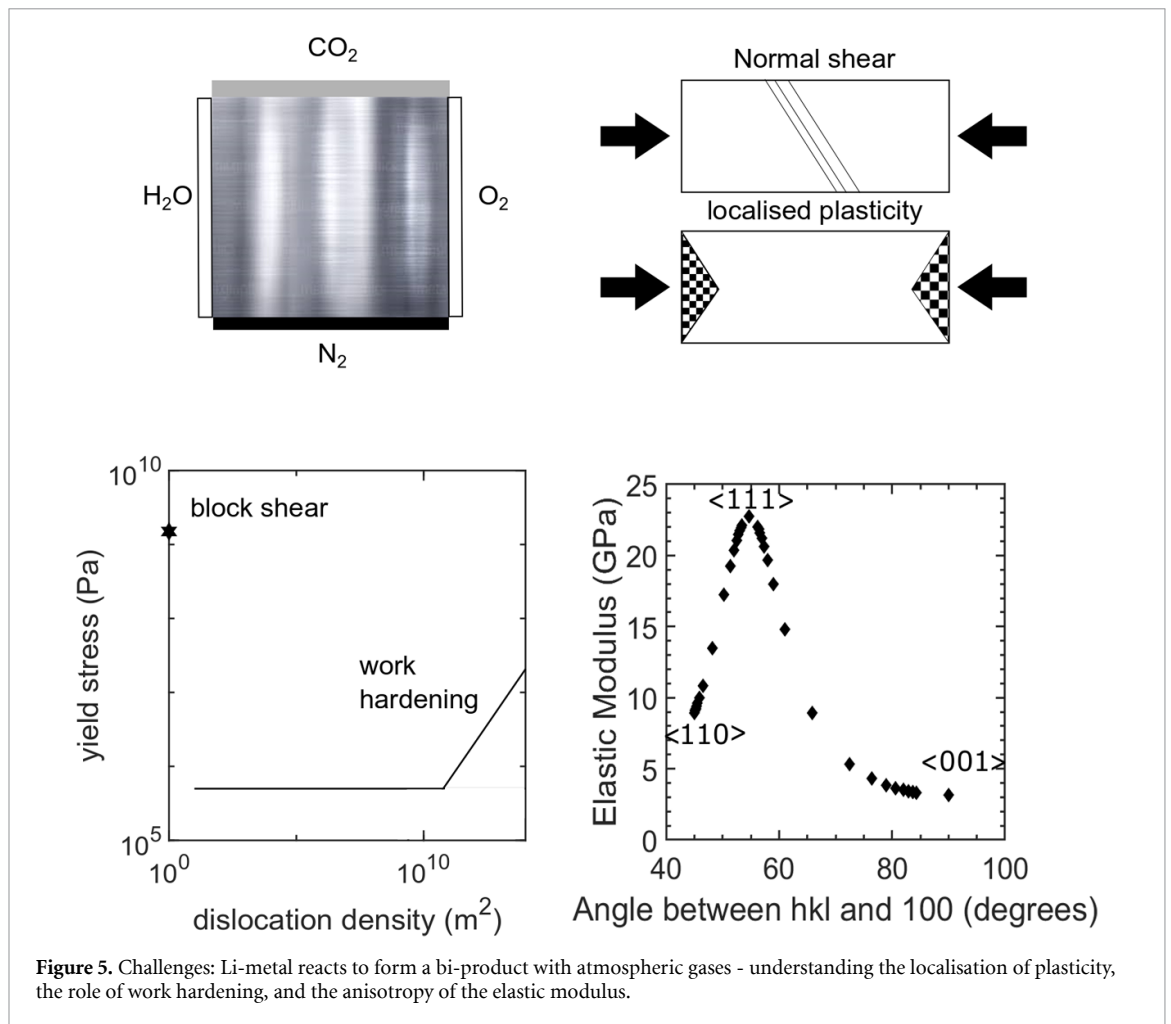 CO2
H2O
O2
N2
Normal shear
localised plasticity
10^10
block shear
yield stress (Pa)
work
hardening
10^5
10^0
10^10
dislocation density (m^2)
25
<111>
20
15
Elastic Modulus (GPa)
10
<110>
<001>
5
0
40
60
80
100
Angle between hkl and 100 (degrees)
Figure 5. Challenges: Li-metal reacts to form a bi-product with atmospheric gases - understanding the localisation of plasticity,
the role of work hardening, and the anisotropy of the elastic modulus.